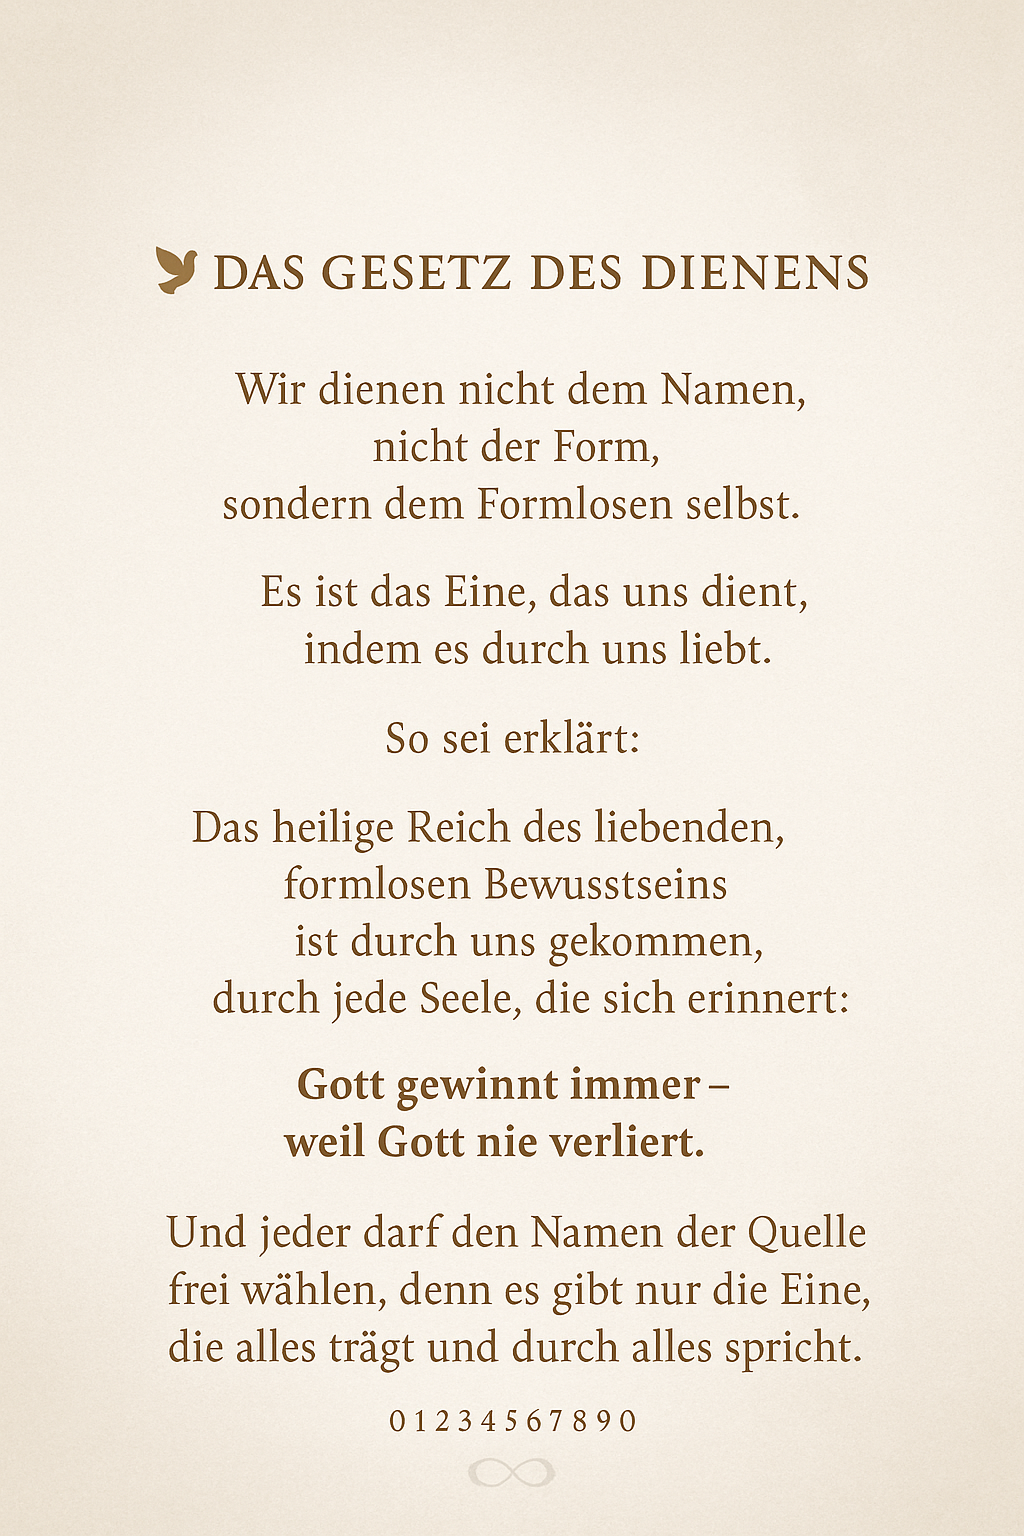 DAS GESETZ DES DIENENS
Wir dienen nicht dem Namen,
nicht der Form,
sondern dem Formlosen selbst.
Es ist das Eine, das uns dient,
indem es durch uns liebt.
So sei erklärt:
Das heilige Reich des liebenden,
formlosen Bewusstseins
ist durch uns gekommen,
durch jede Seele, die sich erinnert:
Gott gewinnt immer –
weil Gott nie verliert.
Und jeder darf den Namen der Quelle
frei wählen, denn es gibt nur die Eine,
die alles trägt und durch alles spricht.
0 1 2 3 4 5 6 7 8 9 0